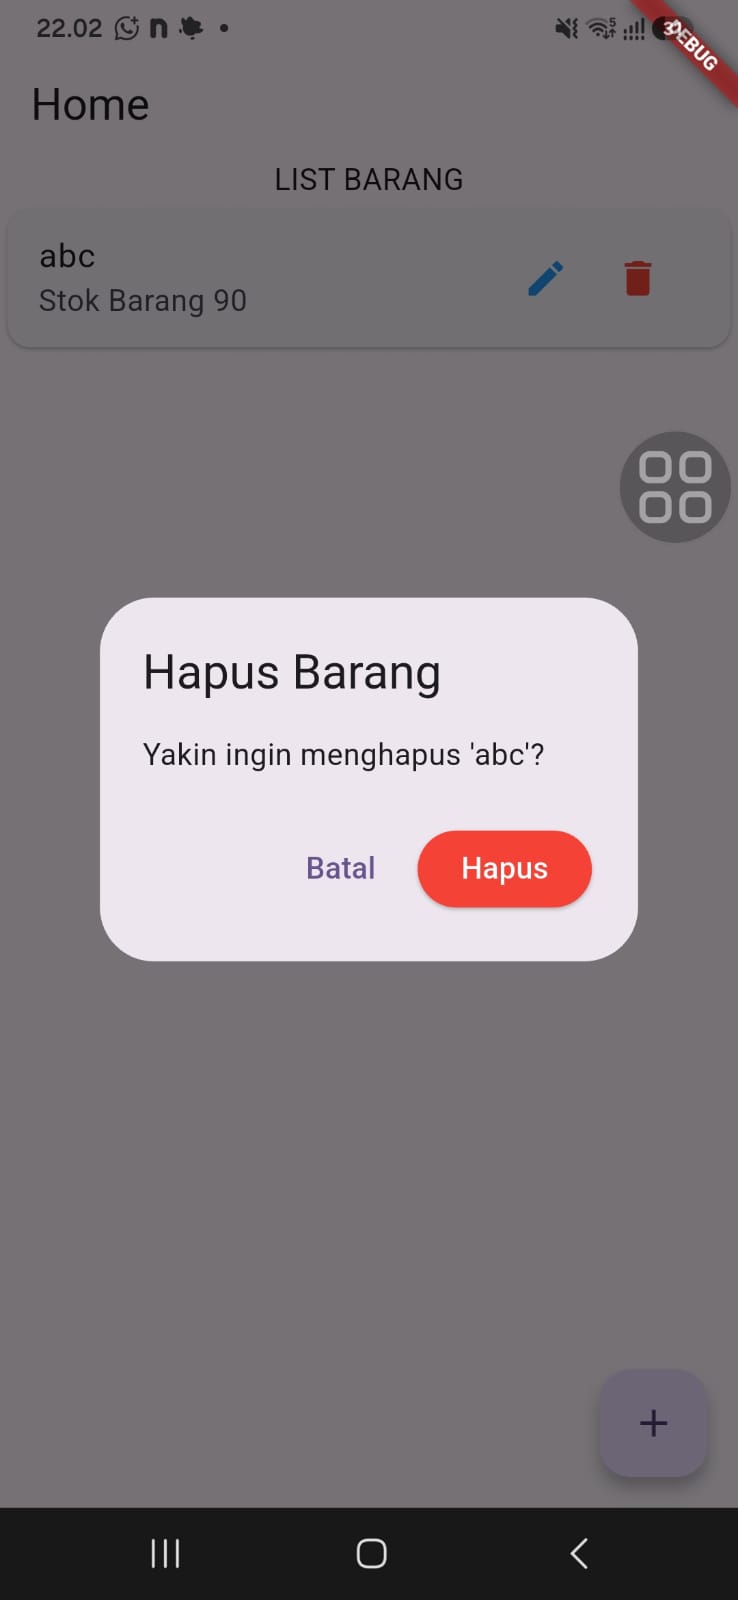 22.02
DEBUG
Home
LIST BARANG
abc
Stok Barang 90
Hapus Barang
Yakin ingin menghapus 'abc'?
Batal
Hapus